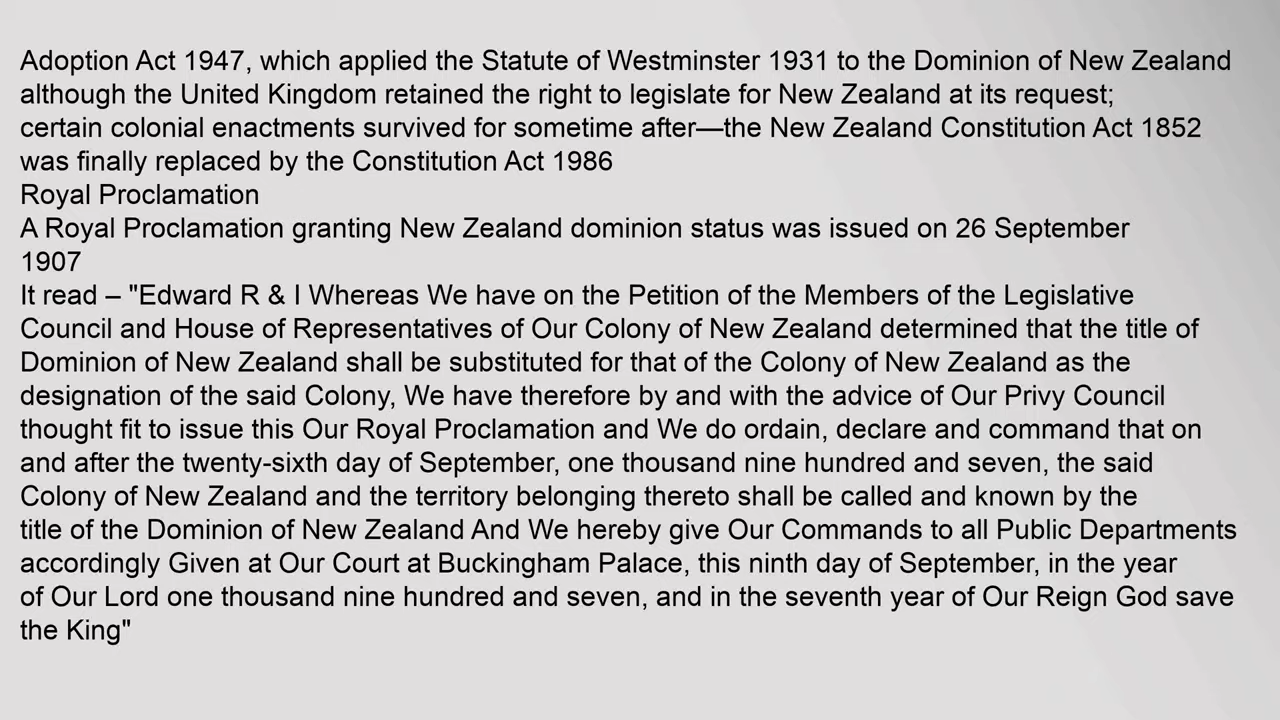 Adoption Act 1947, which applied the Statute of Westminster 1931 to the Dominion of New Zealand
although the United Kingdom retained the right to legislate for New Zealand at its request;
certain colonial enactments survived for sometime after—the New Zealand Constitution Act 1852
was finally replaced by the Constitution Act 1986
Royal Proclamation
A Royal Proclamation granting New Zealand dominion status was issued on 26 September
1907
It read – "Edward R & I Whereas We have on the Petition of the Members of the Legislative
Council and House of Representatives of Our Colony of New Zealand determined that the title of
Dominion of New Zealand shall be substituted for that of the Colony of New Zealand as the
designation of the said Colony, We have therefore by and with the advice of Our Privy Council
thought fit to issue this Our Royal Proclamation and We do ordain, declare and command that on
and after the twenty-sixth day of September, one thousand nine hundred and seven, the said
Colony of New Zealand and the territory belonging thereto shall be called and known by the
title of the Dominion of New Zealand And We hereby give Our Commands to all Public Departments
accordingly Given at Our Court at Buckingham Palace, this ninth day of September, in the year
of Our Lord one thousand nine hundred and seven, and in the seventh year of Our Reign God save
the King"